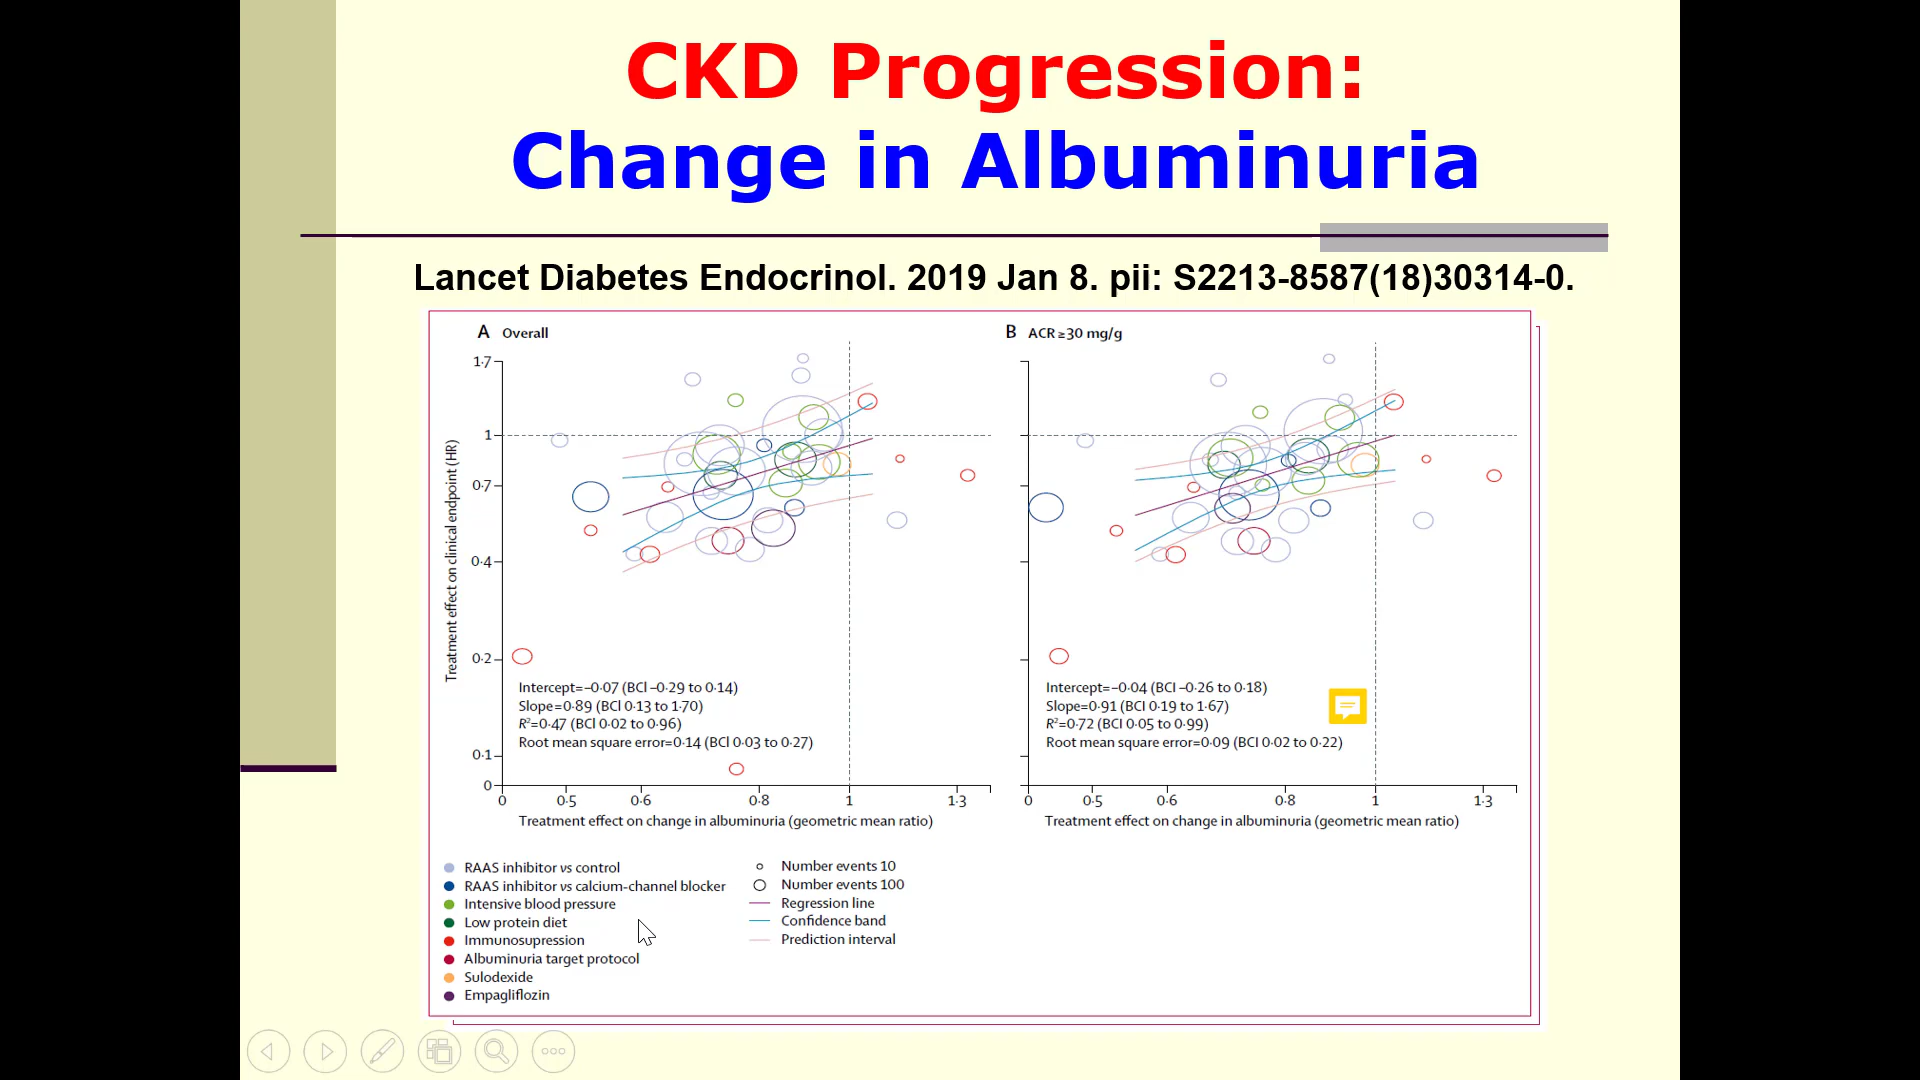 CKD Progression:
Change in Albuminuria
Lancet Diabetes Endocrinol. 2019 Jan 8. pii: S2213-8587(18)30314-0.
A Overall
Treatment effect on clinical endpoint (HR)
1·7
1
0·7
0·4
0·2
0·1
0
Intercept=–0·07 (BCI –0·29 to 0·14)
Slope=0·89 (BCI 0·13 to 1·70)
R²=0·47 (BCI 0·02 to 0·96)
Root mean square error=0·14 (BCI 0·03 to 0·27)
0 0·5 0·6 0·8 1 1·3
Treatment effect on change in albuminuria (geometric mean ratio)
B ACR ≥30 mg/g
Intercept=–0·04 (BCI –0·26 to 0·18)
Slope=0·91 (BCI 0·19 to 1·67)
R²=0·72 (BCI 0·05 to 0·99)
Root mean square error=0·09 (BCI 0·02 to 0·22)
0 0·5 0·6 0·8 1 1·3
Treatment effect on change in albuminuria (geometric mean ratio)
RAAS inhibitor vs control
RAAS inhibitor vs calcium-channel blocker
Intensive blood pressure
Low protein diet
Immunosupression
Albuminuria target protocol
Sulodexide
Empagliflozin
Number events 10
Number events 100
Regression line
Confidence band
Prediction interval